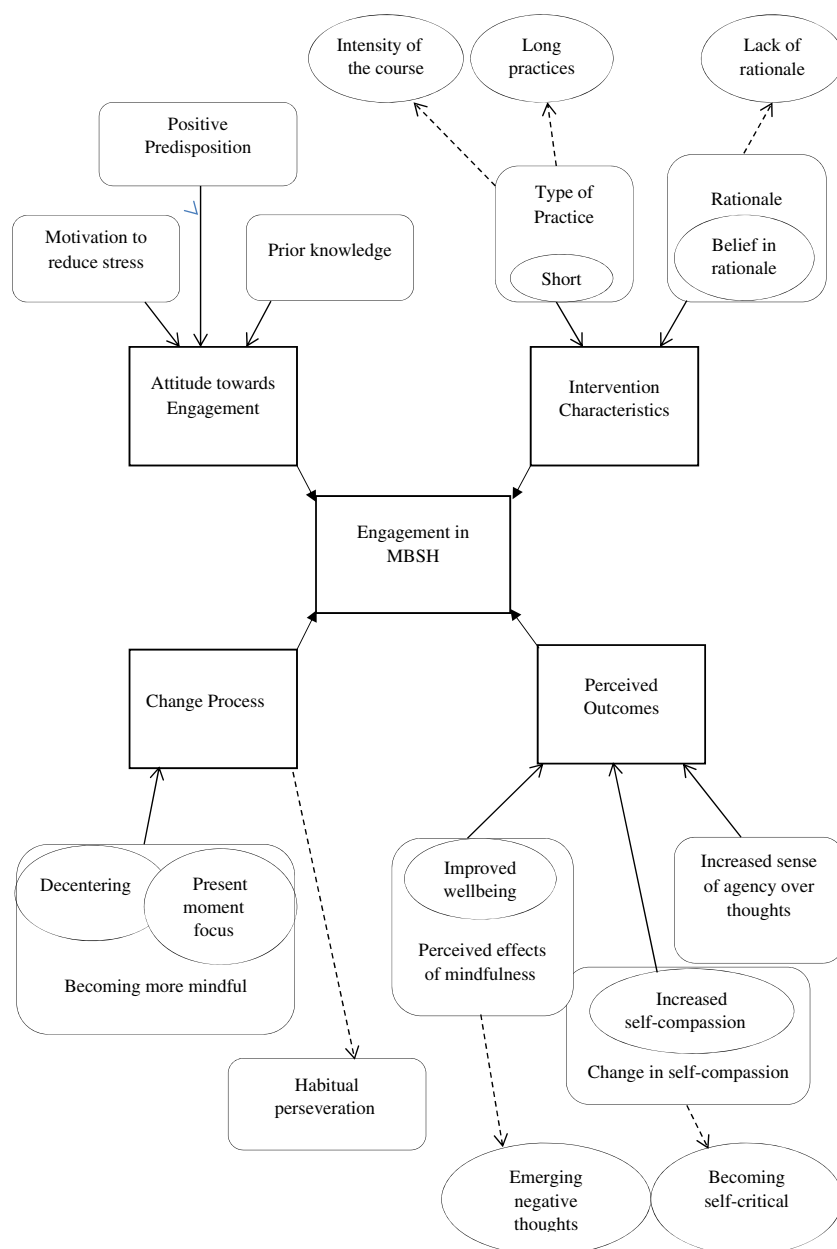 Intensity of
the course
Long
practices
Lack of
rationale
Positive
Predisposition
Type of
Practice
Short
Rationale
Belief in
rationale
Motivation to
reduce stress
Prior knowledge
Attitude towards
Engagement
Intervention
Characteristics
Engagement in
MBSH
Change Process
Perceived
Outcomes
Decentering
Present
moment
focus
Becoming more mindful
Improved
wellbeing
Perceived effects
of mindfulness
Increased sense
of agency over
thoughts
Increased
self-compassion
Change in self-compassion
Habitual
perseveration
Emerging
negative
thoughts
Becoming
self-critical